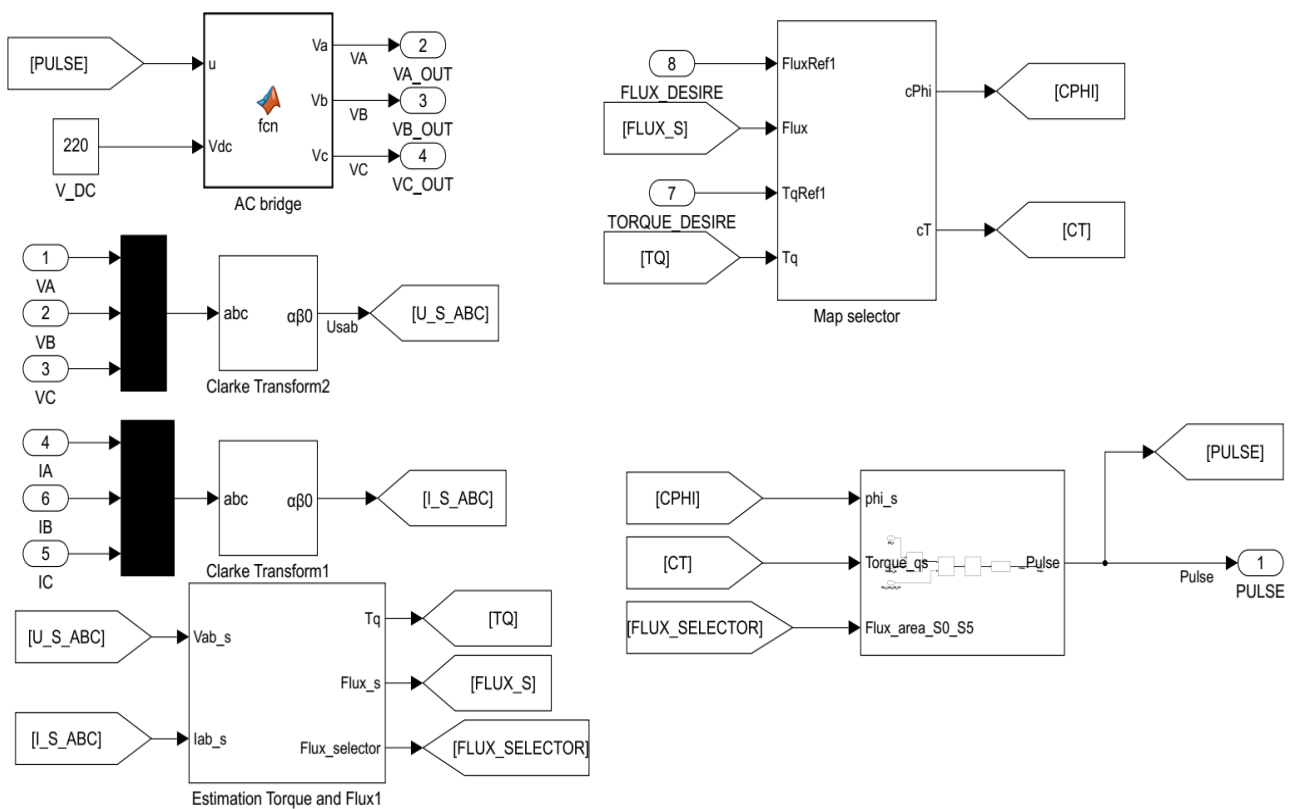 [PULSE]
220
V_DC
u
Vdc
fcn
Va
Vb
Vc
AC bridge
VA
VB
VC
2
VA_OUT
3
VB_OUT
4
VC_OUT
1
VA
2
VB
3
VC
abc
αβ0
Clarke Transform2
Usab
[U_S_ABC]
4
IA
6
IB
5
IC
abc
αβ0
Clarke Transform1
[I_S_ABC]
[U_S_ABC]
[I_S_ABC]
Vab_s
Iab_s
Tq
Flux_s
Flux_selector
Estimation Torque and Flux1
[TQ]
[FLUX_S]
[FLUX_SELECTOR]
8
FLUX_DESIRE
[FLUX_S]
7
TORQUE_DESIRE
[TQ]
FluxRef1
Flux
TqRef1
Tq
cPhi
cT
Map selector
[CPHI]
[CT]
[CPHI]
[CT]
[FLUX_SELECTOR]
phi_s
Torque_qs
Flux_area_S0_S5
Pulse
[PULSE]
Pulse
1
PULSE